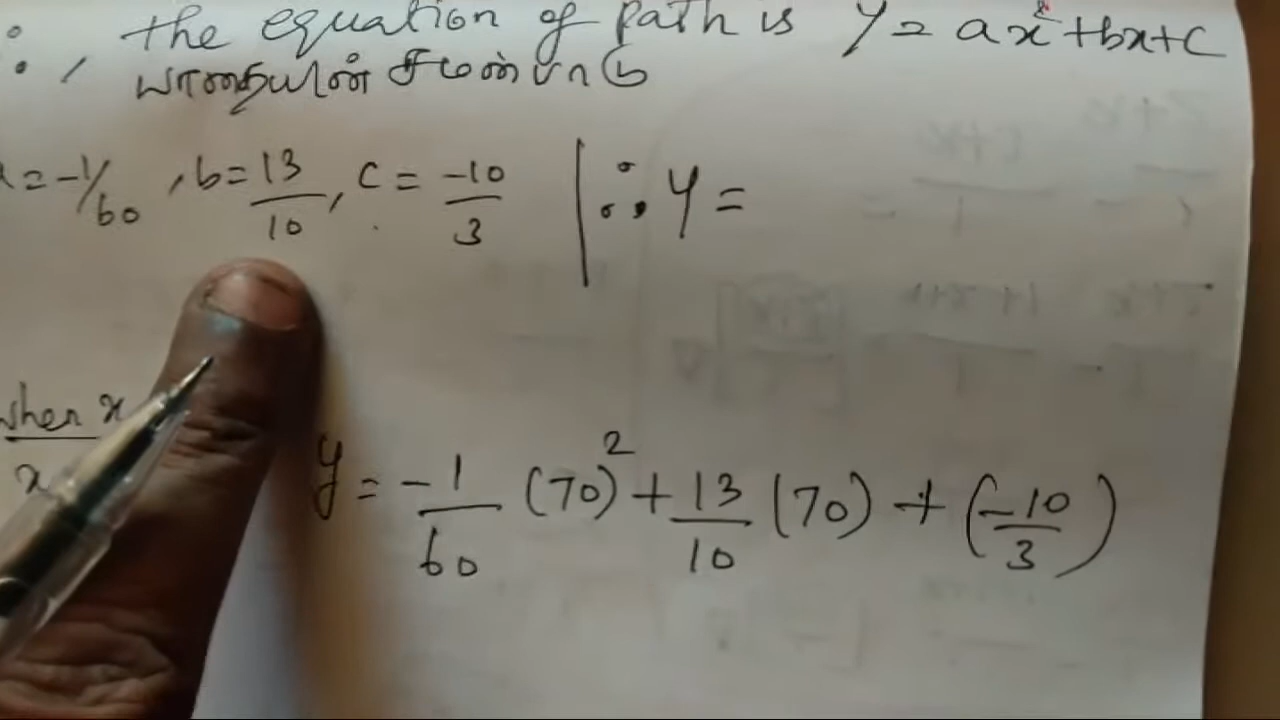 ∴ the equation of path is y = ax² + bx + c
a = -1/60, b = 13/10, c = -10/3 | ∴ y =
when x
x
y = -1/60 (70)² + 13/10 (70) + (-10/3)